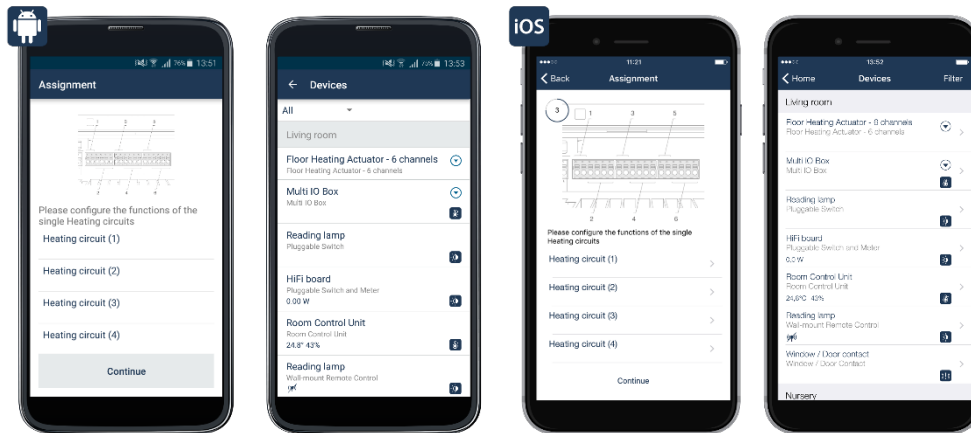 76% 13:51
Assignment
1 3 5
2 4 6
Please configure the functions of the
single Heating circuits
Heating circuit (1)
Heating circuit (2)
Heating circuit (3)
Heating circuit (4)
Continue
75% 13:53
Devices
All
Living room
Floor Heating Actuator - 6 channels
Floor Heating Actuator - 6 channels
Multi IO Box
Multi IO Box
Reading lamp
Pluggable Switch
HiFi board
Pluggable Switch and Meter
0.00 W
Room Control Unit
Room Control Unit
24.8° 43%
Reading lamp
Wall-mount Remote Control
iOS
11:21
Back Assignment
3
1 3 5
2 4 6
Please configure the functions of the single
Heating circuits
Heating circuit (1)
Heating circuit (2)
Heating circuit (3)
Heating circuit (4)
Continue
13:52
Home Devices Filter
Living room
Floor Heating Actuator - 6 channels
Floor Heating Actuator - 6 channels
Multi IO Box
Multi IO Box
Reading lamp
Pluggable Switch
HiFi board
Pluggable Switch and Meter
0.0 W
Room Control Unit
Room Control Unit
24,8°C 43%
Reading lamp
Wall-mount Remote Control
Window / Door contact
Window / Door Contact
Nursery